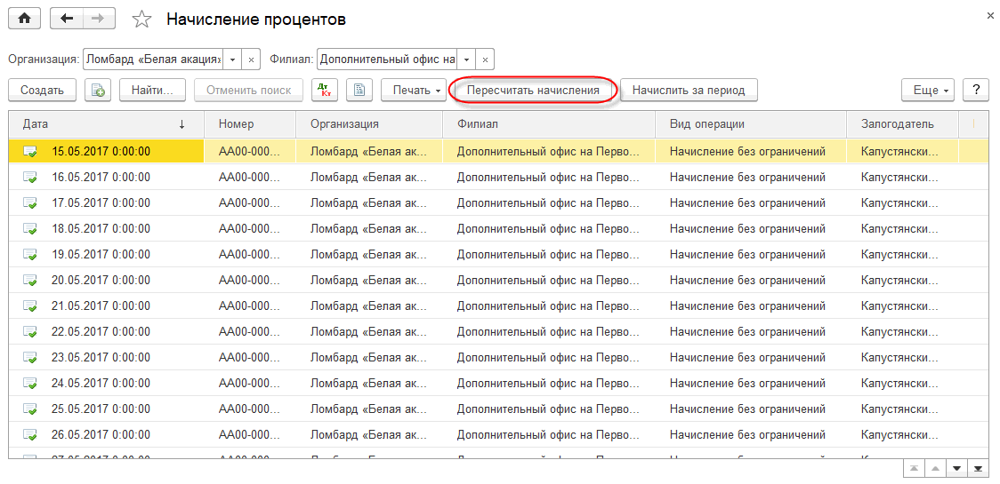 Начисление процентов
Организация: Ломбард «Белая акация» Филиал: Дополнительный офис на
Создать Найти... Отменить поиск Дт Кт Печать Пересчитать начисления Начислить за период Еще ?
Дата ↓ Номер Организация Филиал Вид операции Залогодатель
15.05.2017 0:00:00 АА00-000... Ломбард «Белая ак... Дополнительный офис на Перво... Начисление без ограничений Капустянски...
16.05.2017 0:00:00 АА00-000... Ломбард «Белая ак... Дополнительный офис на Перво... Начисление без ограничений Капустянски...
17.05.2017 0:00:00 АА00-000... Ломбард «Белая ак... Дополнительный офис на Перво... Начисление без ограничений Капустянски...
18.05.2017 0:00:00 АА00-000... Ломбард «Белая ак... Дополнительный офис на Перво... Начисление без ограничений Капустянски...
19.05.2017 0:00:00 АА00-000... Ломбард «Белая ак... Дополнительный офис на Перво... Начисление без ограничений Капустянски...
20.05.2017 0:00:00 АА00-000... Ломбард «Белая ак... Дополнительный офис на Перво... Начисление без ограничений Капустянски...
21.05.2017 0:00:00 АА00-000... Ломбард «Белая ак... Дополнительный офис на Перво... Начисление без ограничений Капустянски...
22.05.2017 0:00:00 АА00-000... Ломбард «Белая ак... Дополнительный офис на Перво... Начисление без ограничений Капустянски...
23.05.2017 0:00:00 АА00-000... Ломбард «Белая ак... Дополнительный офис на Перво... Начисление без ограничений Капустянски...
24.05.2017 0:00:00 АА00-000... Ломбард «Белая ак... Дополнительный офис на Перво... Начисление без ограничений Капустянски...
25.05.2017 0:00:00 АА00-000... Ломбард «Белая ак... Дополнительный офис на Перво... Начисление без ограничений Капустянски...
26.05.2017 0:00:00 АА00-000... Ломбард «Белая ак... Дополнительный офис на Перво... Начисление без ограничений Капустянски...